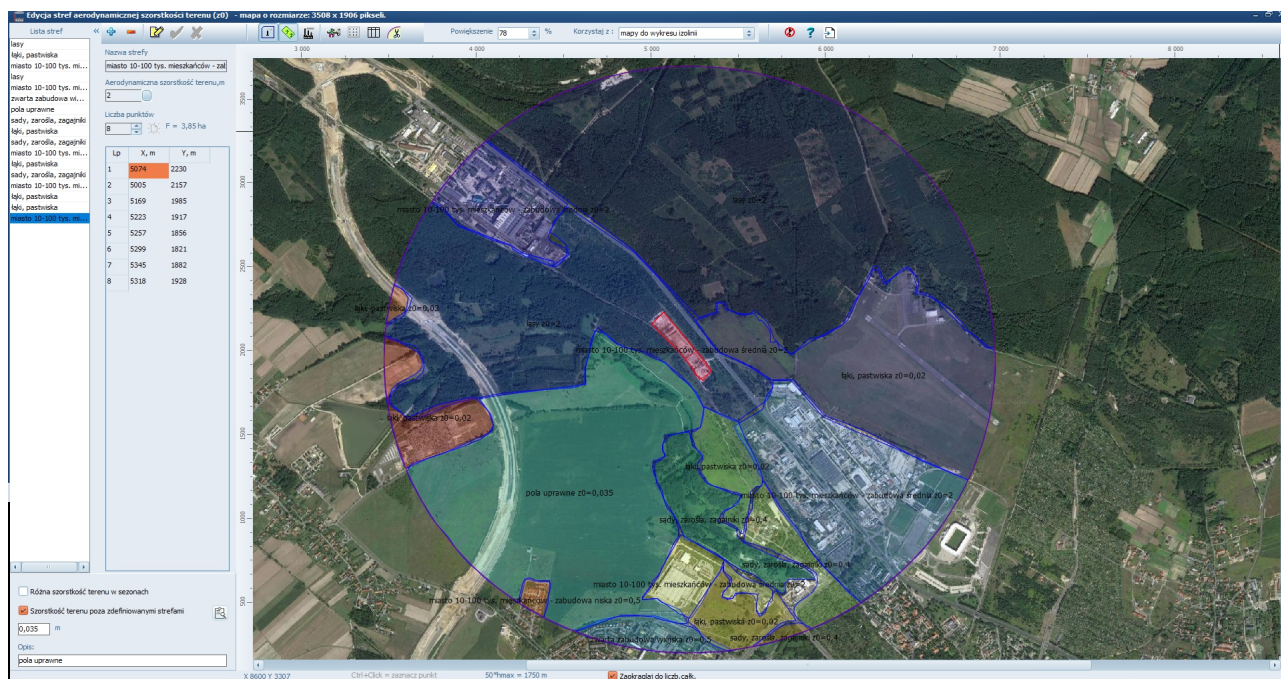 Edycja stref aerodynamicznej szorstkości terenu (z0) - mapa o rozmiarze: 3508 x 1906 pikseli.
Lista stref
Powiększenie 78 %
Korzystaj z : mapy do wykresu izolinii
lasy
łąki, pastwiska
miasto 10-100 tys. mi...
lasy
miasto 10-100 tys. mi...
zwarta zabudowa wi...
pola uprawne
sady, zarośla, zagajniki
łąki, pastwiska
sady, zarośla, zagajniki
miasto 10-100 tys. mi...
łąki, pastwiska
sady, zarośla, zagajniki
miasto 10-100 tys. mi...
łąki, pastwiska
łąki, pastwiska
miasto 10-100 tys. mi...
Nazwa strefy
miasto 10-100 tys. mieszkańców - zab
Aerodynamiczna szorstkość terenu,m
2
Liczba punktów
8 F = 3,85 ha
Lp X, m Y, m
1 5074 2230
2 5005 2157
3 5169 1985
4 5223 1917
5 5257 1856
6 5299 1821
7 5345 1882
8 5318 1928
3 000 4 000 5 000 6 000 7 000 8 000
3500
3000
2500
2000
1500
1000
500
miasto 10-100 tys. mieszkańców - zabudowa średnia z0=2
lasy z0=2
łąki, pastwiska z0=0,02
lasy z0=2
miasto 10-100 tys. mieszkańców - zabudowa średnia z0=2
łąki, pastwiska z0=0,02
łąki, pastwiska z0=0,02
łąki, pastwiska z0=0,02
pola uprawne z0=0,035
miasto 10-100 tys. mieszkańców - zabudowa średnia z0=2
sady, zarośla, zagajniki z0=0,4
sady, zarośla, zagajniki z0=0,4
miasto 10-100 tys. mieszkańców - zabudowa średnia z0=2
miasto 10-100 tys. mieszkańców - zabudowa niska z0=0,5
łąki, pastwiska z0=0,02
zwarta zabudowa wiejska z0=0,5
sady, zarośla, zagajniki z0=0,4
Różna szorstkość terenu w sezonach
Szorstkość terenu poza zdefiniowanymi strefami
0,035 m
Opis:
pola uprawne
X 8600 Y 3307
Ctrl+Click = zaznacz punkt
50*hmax = 1750 m
Zaokrąglaj do liczb.całk.